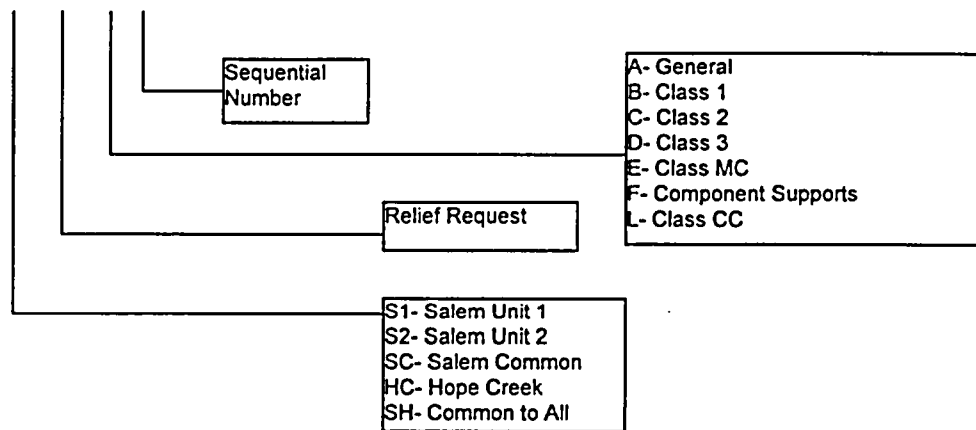 Sequential
Number
A- General
B- Class 1
C- Class 2
D- Class 3
E- Class MC
F- Component Supports
L- Class CC
Relief Request
S1- Salem Unit 1
S2- Salem Unit 2
SC- Salem Common
HC- Hope Creek
SH- Common to All